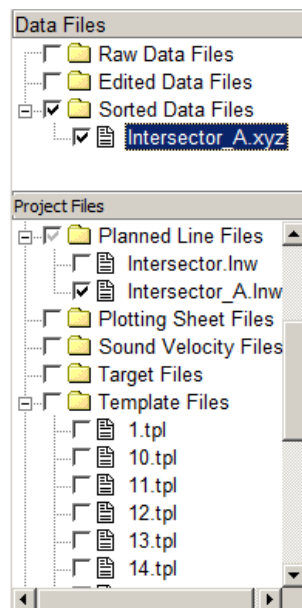 Data Files
Raw Data Files
Edited Data Files
Sorted Data Files
Intersector_A.xyz
Project Files
Planned Line Files
Intersector.lnw
Intersector_A.lnw
Plotting Sheet Files
Sound Velocity Files
Target Files
Template Files
1.tpl
10.tpl
11.tpl
12.tpl
13.tpl
14.tpl